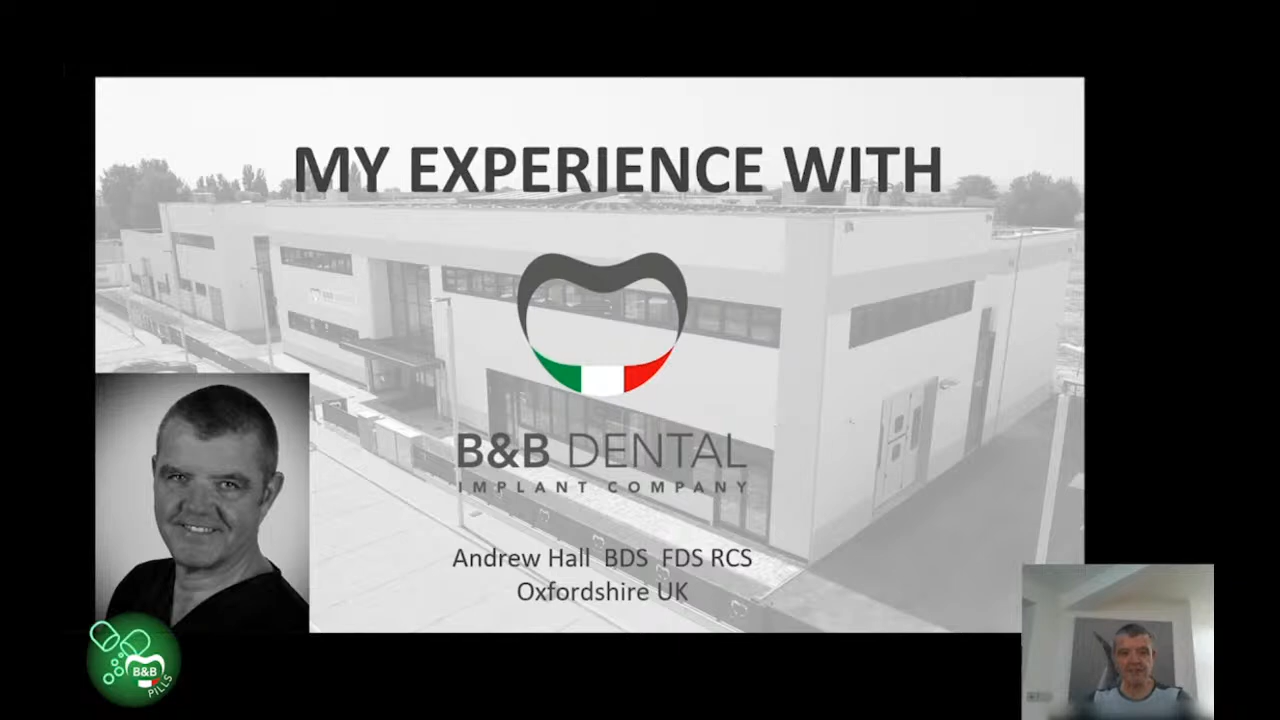 MY EXPERIENCE WITH
B&B DENTAL
IMPLANT COMPANY
Andrew Hall BDS FDS RCS
Oxfordshire UK
B&B
PILLS